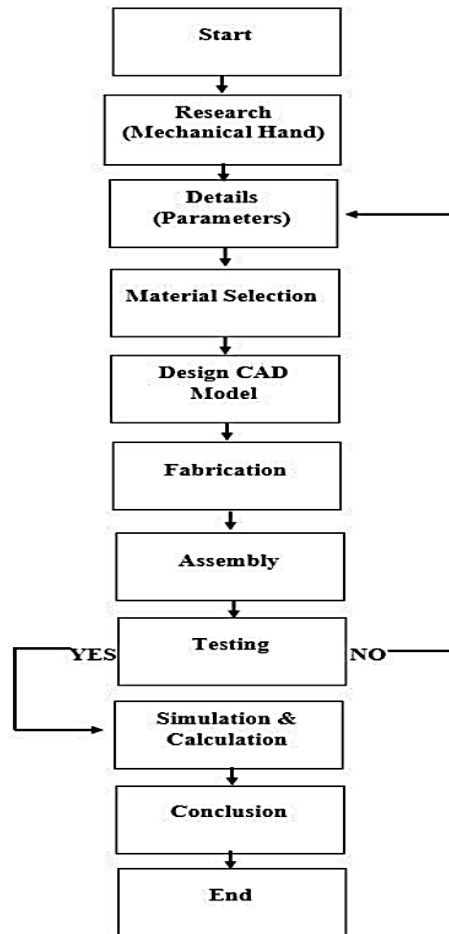 Start
Research
(Mechanical Hand)
Details
(Parameters)
Material Selection
Design CAD
Model
Fabrication
Assembly
YES Testing NO
Simulation &
Calculation
Conclusion
End